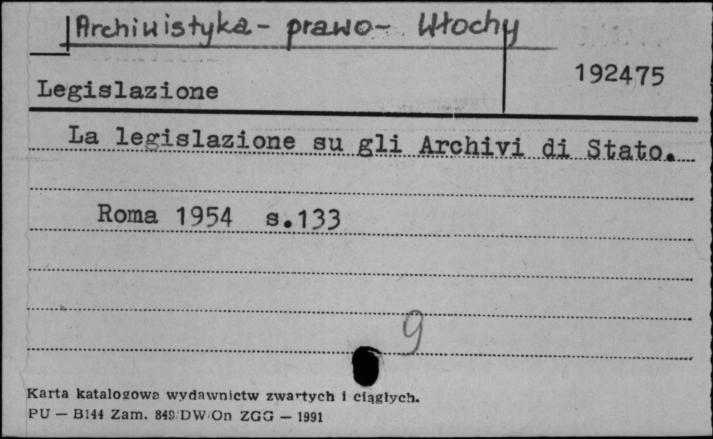 Archiwistyka - prawo - Włochy
192475
Legislazione
La legislazione su gli Archivi di Stato.
Roma 1954 s.133
9
Karta katalogowa wydawnictw zwartych i ciągłych.
PU — B144 Zam. 849/DW/On ZGG — 1991